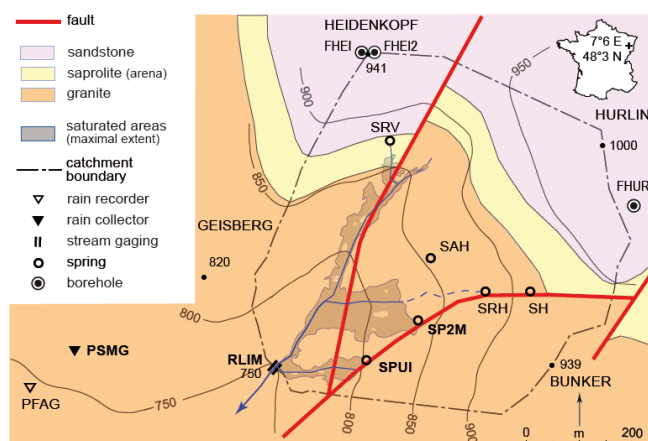 fault
sandstone
saprolite (arena)
granite
saturated areas
(maximal extent)
catchment
boundary
rain recorder
rain collector
stream gaging
spring
borehole
HEIDENKOPF
FHEI
FHEI2
941
7°6 E
48°3 N
950
HURLIN
1000
FHUR
900
SRV
850
GEISBERG
820
SAH
800
SRH
SH
SP2M
PSMG
RLIM
750
SPUI
939
BUNKER
PFAG
750
800
850
900
0 m 200